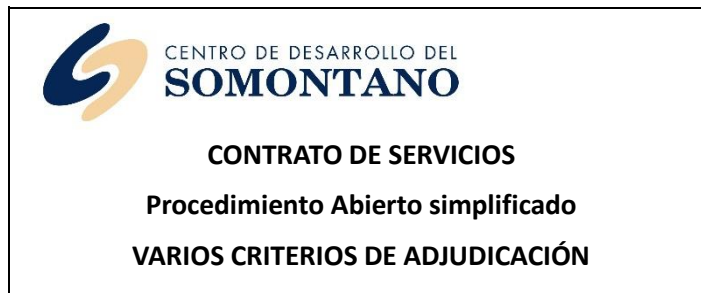 CENTRO DE DESARROLLO DEL
SOMONTANO
CONTRATO DE SERVICIOS
Procedimiento Abierto simplificado
VARIOS CRITERIOS DE ADJUDICACIÓN